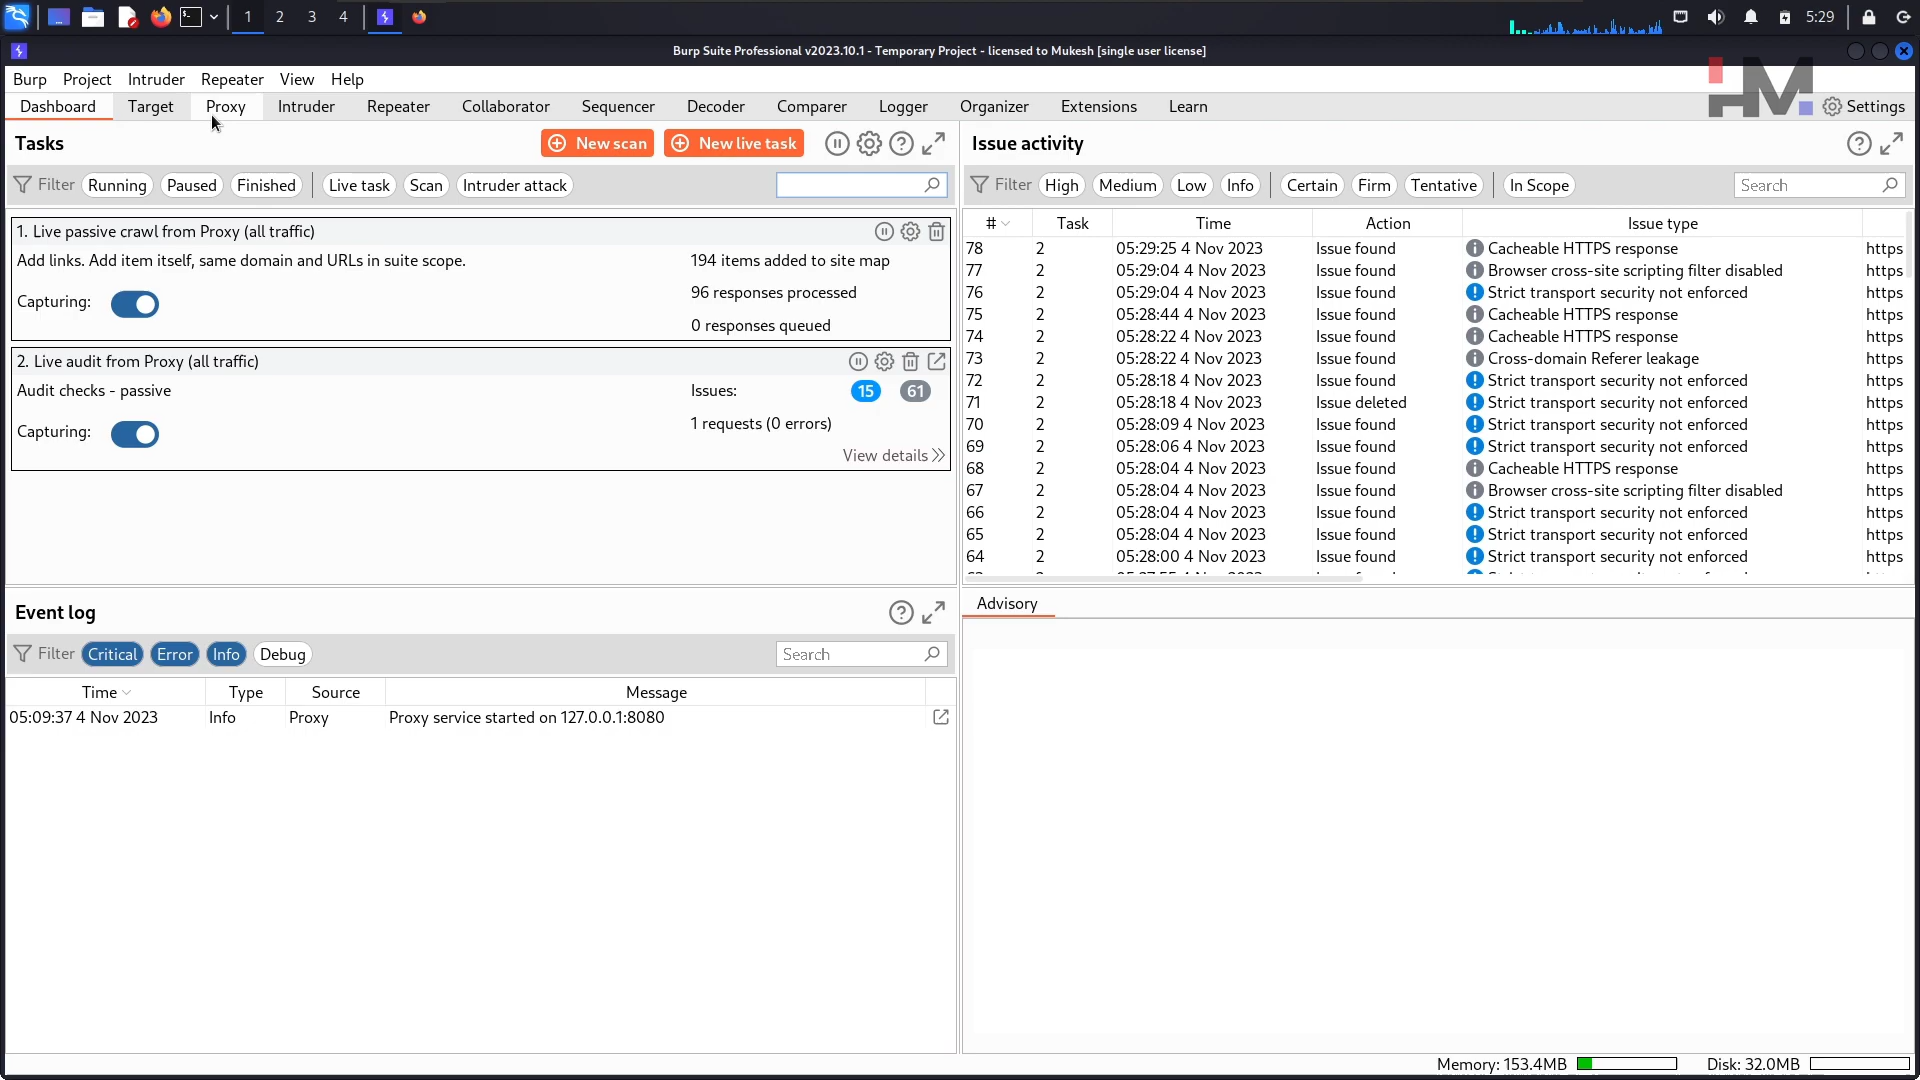 1 2 3 4 5:29
Burp Suite Professional v2023.10.1 - Temporary Project - licensed to Mukesh [single user license]
Burp Project Intruder Repeater View Help
HM
Dashboard Target Proxy Intruder Repeater Collaborator Sequencer Decoder Comparer Logger Organizer Extensions Learn Settings
Tasks New scan New live task
Filter Running Paused Finished Live task Scan Intruder attack
1. Live passive crawl from Proxy (all traffic)
Add links. Add item itself, same domain and URLs in suite scope. 194 items added to site map
96 responses processed
Capturing:
0 responses queued
2. Live audit from Proxy (all traffic)
Audit checks - passive Issues: 15 61
1 requests (0 errors)
Capturing:
View details
Issue activity
Filter High Medium Low Info Certain Firm Tentative In Scope Search
# Task Time Action Issue type
78 2 05:29:25 4 Nov 2023 Issue found Cacheable HTTPS response https
77 2 05:29:04 4 Nov 2023 Issue found Browser cross-site scripting filter disabled https
76 2 05:29:04 4 Nov 2023 Issue found Strict transport security not enforced https
75 2 05:28:44 4 Nov 2023 Issue found Cacheable HTTPS response https
74 2 05:28:22 4 Nov 2023 Issue found Cacheable HTTPS response https
73 2 05:28:22 4 Nov 2023 Issue found Cross-domain Referer leakage https
72 2 05:28:18 4 Nov 2023 Issue found Strict transport security not enforced https
71 2 05:28:18 4 Nov 2023 Issue deleted Strict transport security not enforced https
70 2 05:28:09 4 Nov 2023 Issue found Strict transport security not enforced https
69 2 05:28:06 4 Nov 2023 Issue found Strict transport security not enforced https
68 2 05:28:04 4 Nov 2023 Issue found Cacheable HTTPS response https
67 2 05:28:04 4 Nov 2023 Issue found Browser cross-site scripting filter disabled https
66 2 05:28:04 4 Nov 2023 Issue found Strict transport security not enforced https
65 2 05:28:04 4 Nov 2023 Issue found Strict transport security not enforced https
64 2 05:28:00 4 Nov 2023 Issue found Strict transport security not enforced https
Event log
Filter Critical Error Info Debug Search
Time Type Source Message
05:09:37 4 Nov 2023 Info Proxy Proxy service started on 127.0.0.1:8080
Advisory
Memory: 153.4MB Disk: 32.0MB